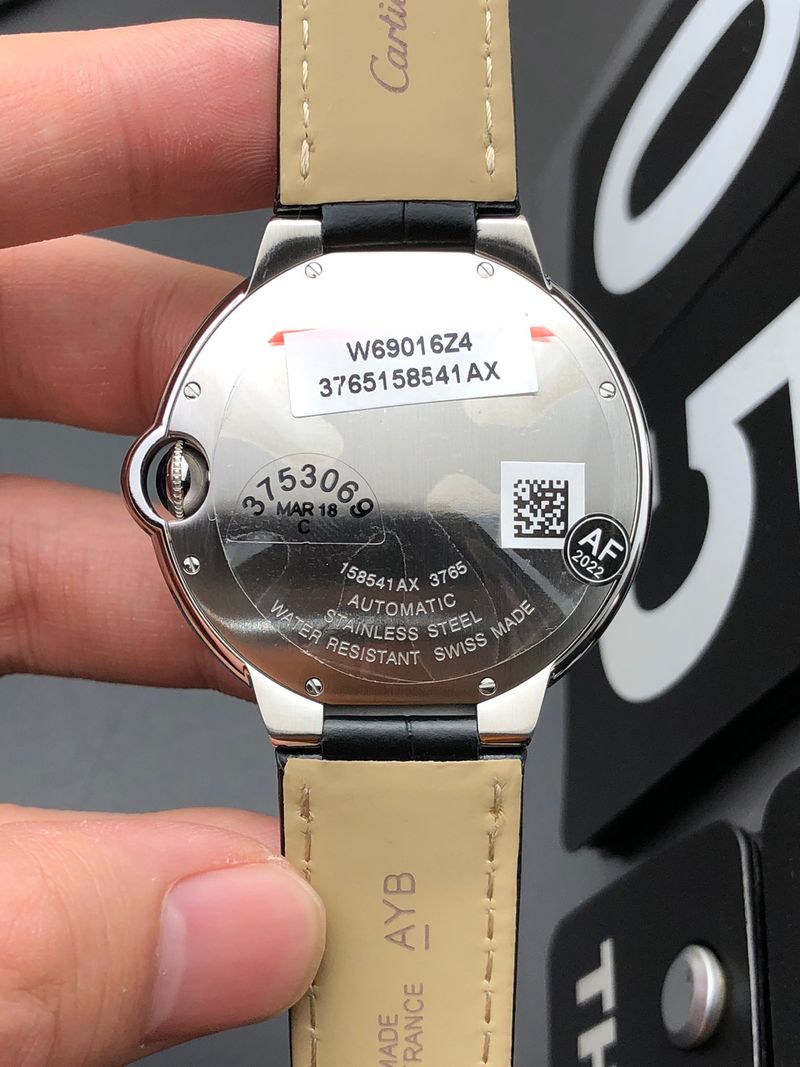 Cartier
W69016Z4
3765158541AX
3753069
MAR 18
C
AF
2022
158541AX 3765
AUTOMATIC
STAINLESS STEEL
WATER RESISTANT SWISS MADE
AYB
MADE
FRANCE
TH